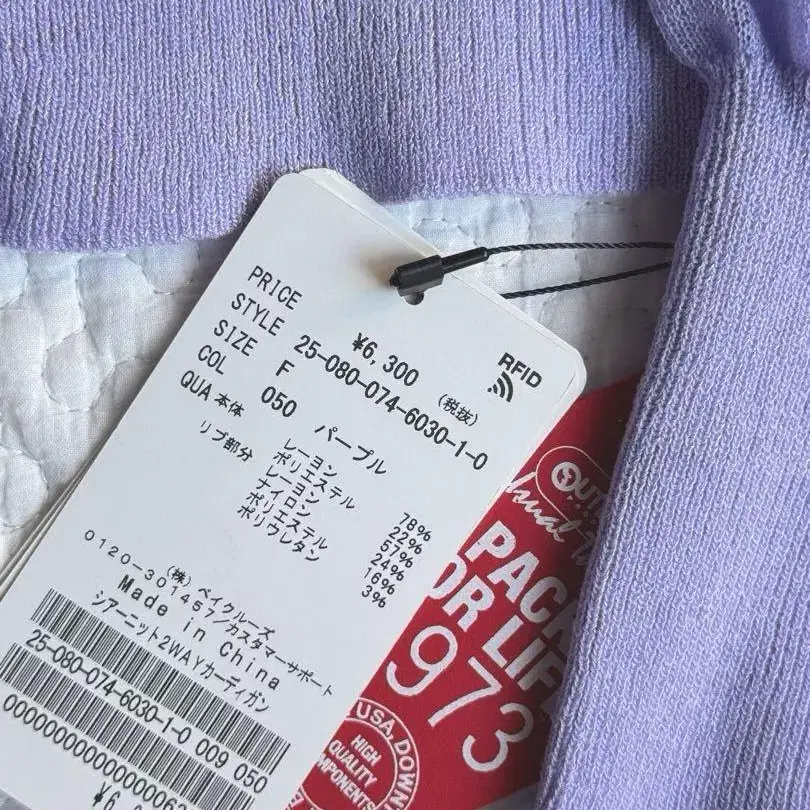 PRICE ¥6,300 (税抜)
STYLE 25-080-074-6030-1-0
SIZE F
COL 050 パープル
QUA 本体 レーヨン 78%
ポリエステル 22%
リブ部分 レーヨン 57%
ナイロン 24%
ポリエステル 16%
ポリウレタン 3%
RFID
(株) ベイクルーズ
0120-301457/カスタマーサポート
Made in China
シアーニット2WAYカーディガン
25-080-074-6030-1-0 009 050
¥6
OUT
PACK
OR LIF
973
USA, DOWN
HIGH
QUALITY
OMPONENTS